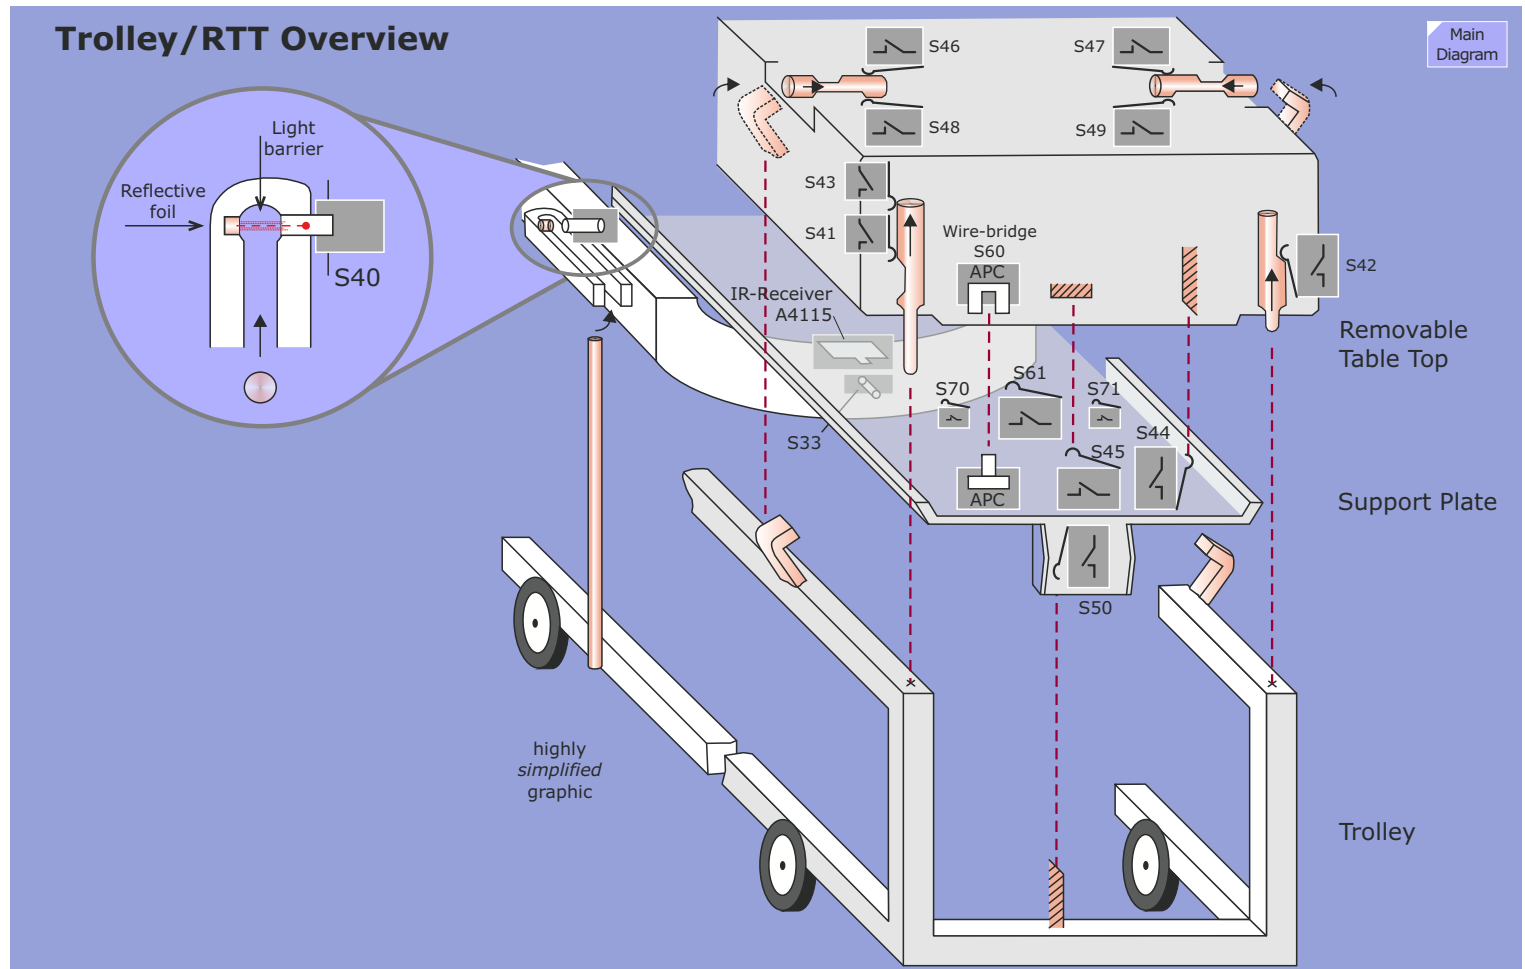 Trolley/RTT Overview
Main
Diagram
S46
S47
S48
S49
Light
barrier
Reflective
foil
S40
S43
S41
Wire-bridge
S60
APC
S42
IR-Receiver
A4115
Removable
Table Top
S70
S61
S71
S33
S44
S45
APC
Support Plate
S50
highly
simplified
graphic
Trolley